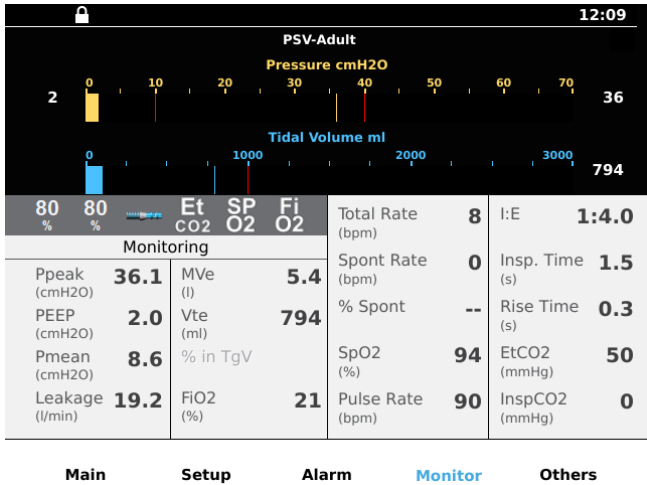 12:09
PSV-Adult
Pressure cmH2O
0 10 20 30 40 50 60 70
2 36
Tidal Volume ml
0 1000 2000 3000
794
80 80 Et SP Fi
% % CO2 O2 O2
Monitoring
Ppeak 36.1
(cmH2O)
PEEP 2.0
(cmH2O)
Pmean 8.6
(cmH2O)
Leakage 19.2
(l/min)
MVe 5.4
(l)
Vte 794
(ml)
% in TgV
FiO2 21
(%)
Total Rate 8
(bpm)
Spont Rate 0
(bpm)
% Spont --
SpO2 94
(%)
Pulse Rate 90
(bpm)
I:E 1:4.0
Insp. Time 1.5
(s)
Rise Time 0.3
(s)
EtCO2 50
(mmHg)
InspCO2 0
(mmHg)
Main Setup Alarm Monitor Others